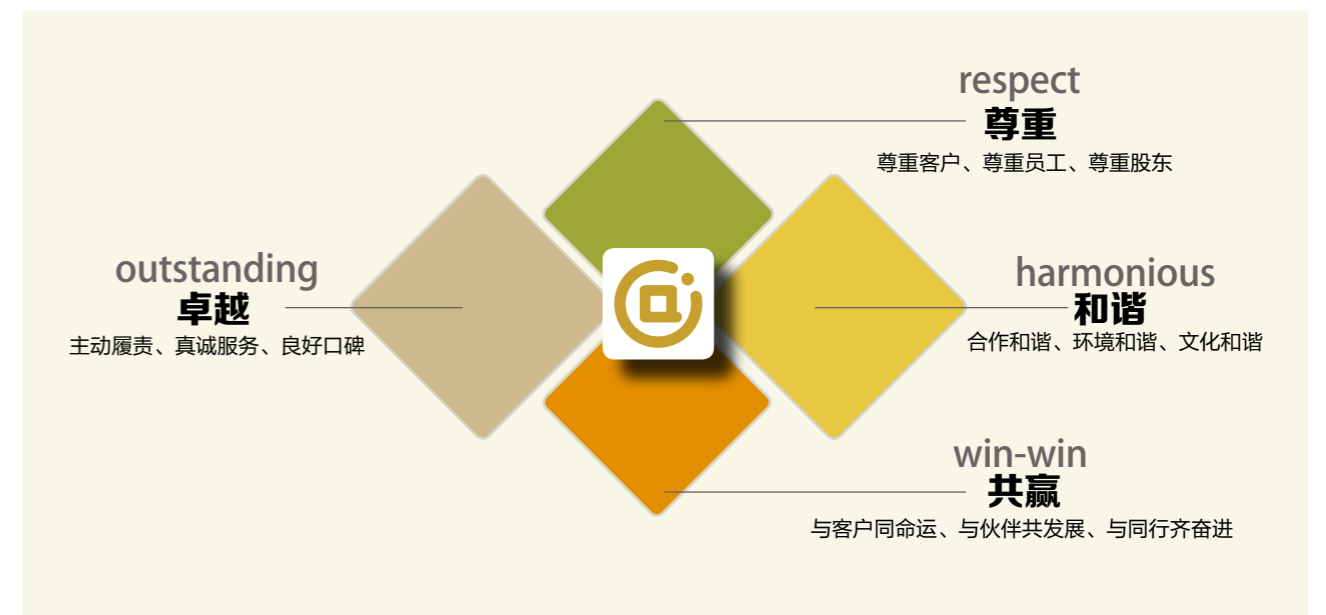 respect
尊重
尊重客户、尊重员工、尊重股东
outstanding
卓越
主动履责、真诚服务、良好口碑
harmonious
和谐
合作和谐、环境和谐、文化和谐
win-win
共赢
与客户同命运、与伙伴共发展、与同行齐奋进